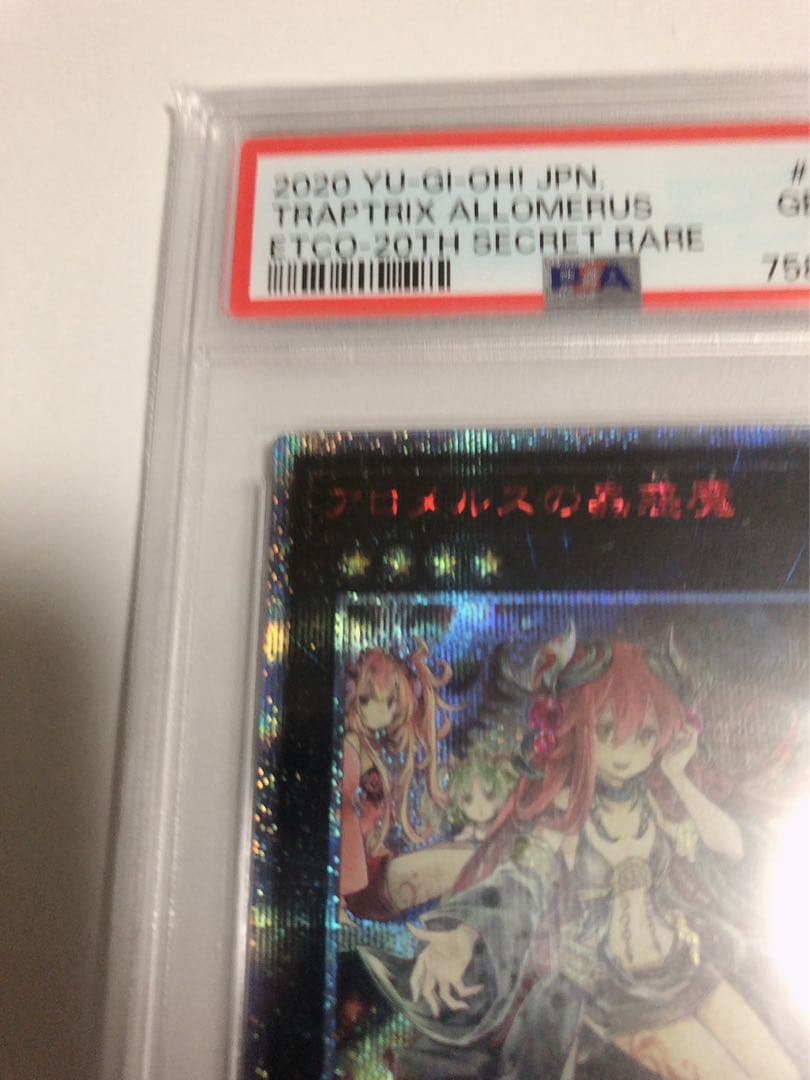 2020 YU-GI-OH! JPN. #
TRAPTRIX ALLOMERUS
ETCO-20TH SECRET RARE
PSA
アロメルスの蟲惑魔